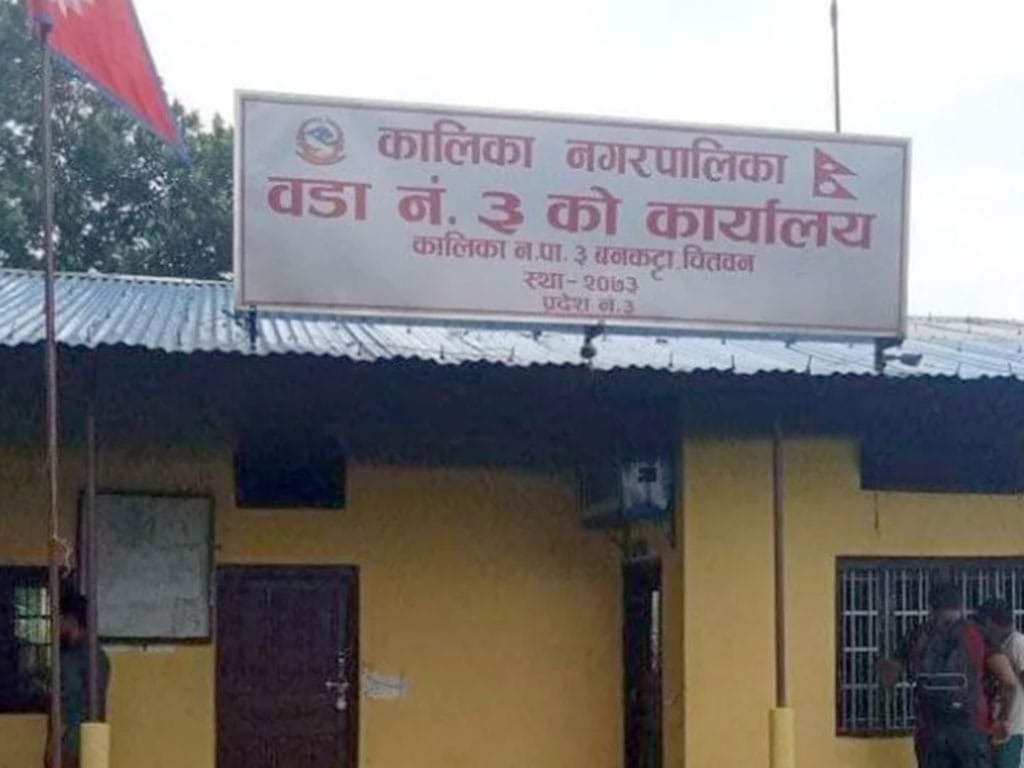 कालिका नगरपालिका
वडा नं. ३ को कार्यालय
कालिका न.पा. ३ बनकट्टा.चितवन
स्था-२०७३
प्रदेश नं.३